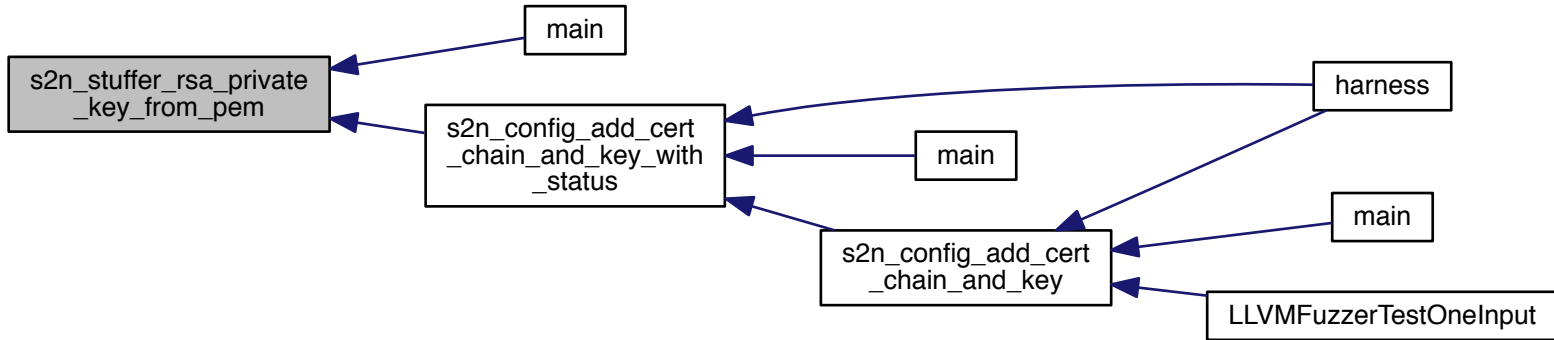 main
s2n_stuffer_rsa_private
_key_from_pem
harness
s2n_config_add_cert
_chain_and_key_with
_status
main
main
s2n_config_add_cert
_chain_and_key
LLVMFuzzerTestOneInput